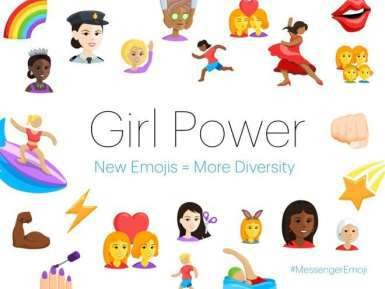 Girl Power
New Emojis = More Diversity
#MessengerEmoji